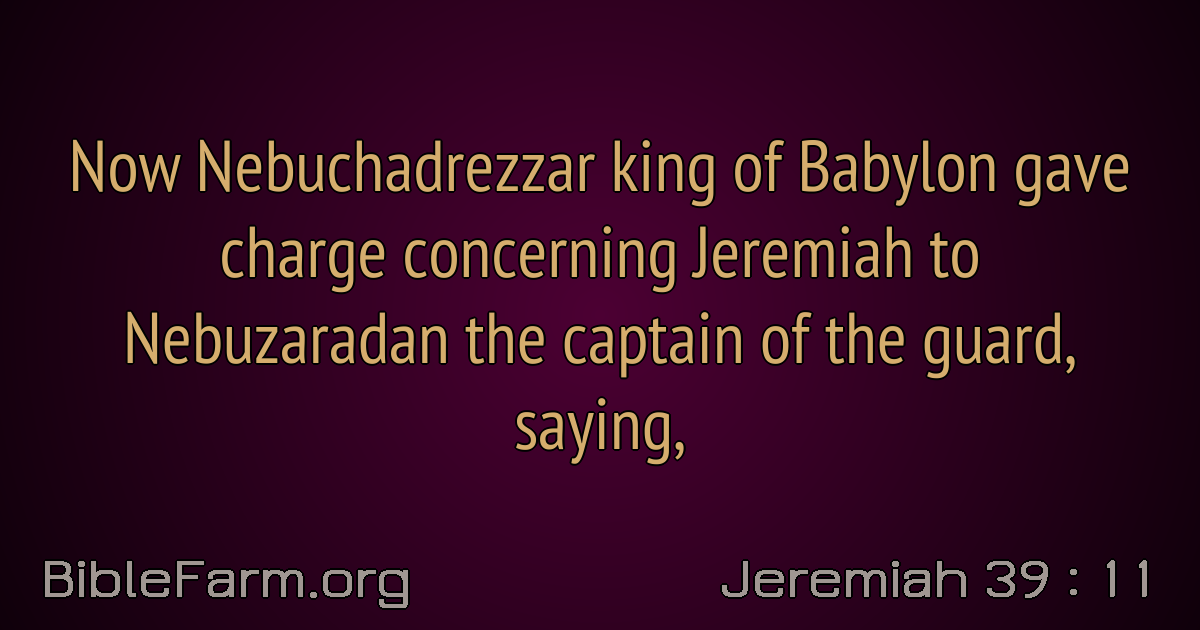 Now Nebuchadrezzar king of Babylon gave
charge concerning Jeremiah to
Nebuzaradan the captain of the guard,
saying,
BibleFarm.org
Jeremiah 39 : 11